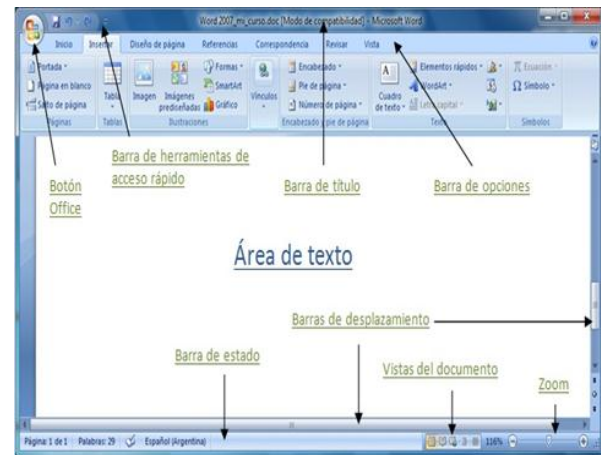 Word 2007_mi_curso.doc [Modo de compatibilidad] - Microsoft Word
Inicio Insertar Diseño de página Referencias Correspondencia Revisar Vista
Portada
Página en blanco
Salto de página
Páginas
Tabla
Tablas
Imagen
Imágenes
prediseñadas
Formas
SmartArt
Gráfico
Ilustraciones
Vínculos
Encabezado
Pie de página
Número de página
Encabezado y pie de página
A
Cuadro
de texto
Elementos rápidos
WordArt
Letra capital
Texto
Ecuación
Símbolo
Símbolos
Botón
Office
Barra de herramientas de
acceso rápido
Barra de título
Barra de opciones
Área de texto
Barras de desplazamiento
Barra de estado
Vistas del documento
Zoom
Página: 1 de 1 Palabras: 29 Español (Argentina) 116%